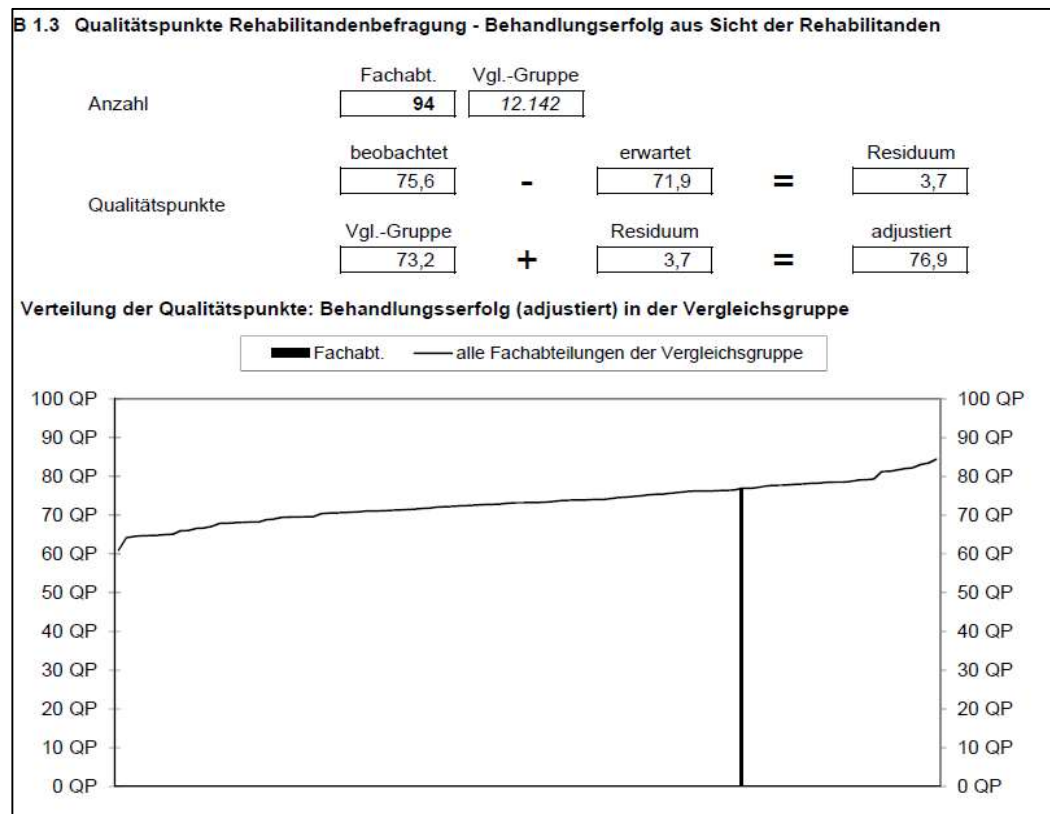 B 1.3 Qualitätspunkte Rehabilitandenbefragung - Behandlungserfolg aus Sicht der Rehabilitanden
Fachabt. Vgl.-Gruppe
Anzahl 94 12.142
beobachtet erwartet Residuum
75,6 - 71,9 = 3,7
Qualitätspunkte
Vgl.-Gruppe Residuum adjustiert
73,2 + 3,7 = 76,9
Verteilung der Qualitätspunkte: Behandlungsserfolg (adjustiert) in der Vergleichsgruppe
Fachabt. alle Fachabteilungen der Vergleichsgruppe
100 QP 100 QP
90 QP 90 QP
80 QP 80 QP
70 QP 70 QP
60 QP 60 QP
50 QP 50 QP
40 QP 40 QP
30 QP 30 QP
20 QP 20 QP
10 QP 10 QP
0 QP 0 QP